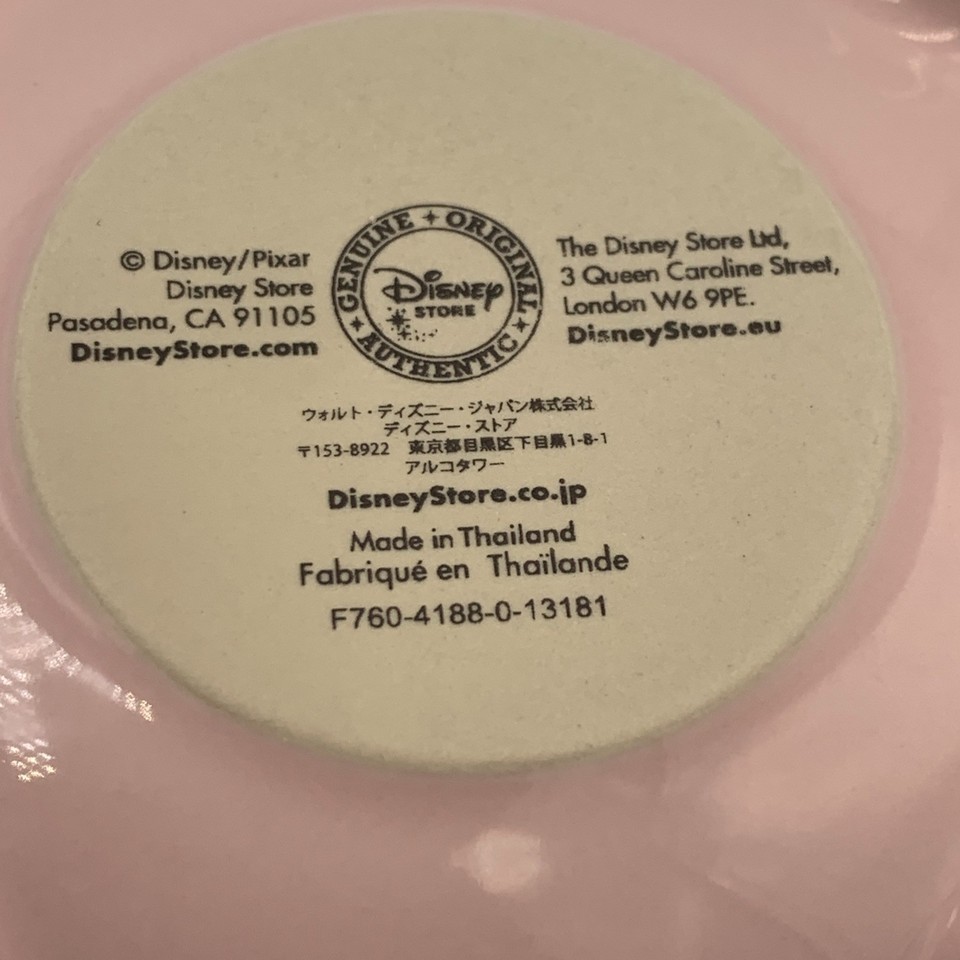 © Disney/Pixar
Disney Store
Pasadena, CA 91105
DisneyStore.com
GENUINE ✦ ORIGINAL ✦ AUTHENTIC ✦
Disney
STORE
The Disney Store Ltd,
3 Queen Caroline Street,
London W6 9PE.
DisneyStore.eu
ウォルト・ディズニー・ジャパン株式会社
ディズニー・ストア
〒153-8922 東京都目黒区下目黒1-8-1
アルコタワー
DisneyStore.co.jp
Made in Thailand
Fabriqué en Thaïlande
F760-4188-0-13181